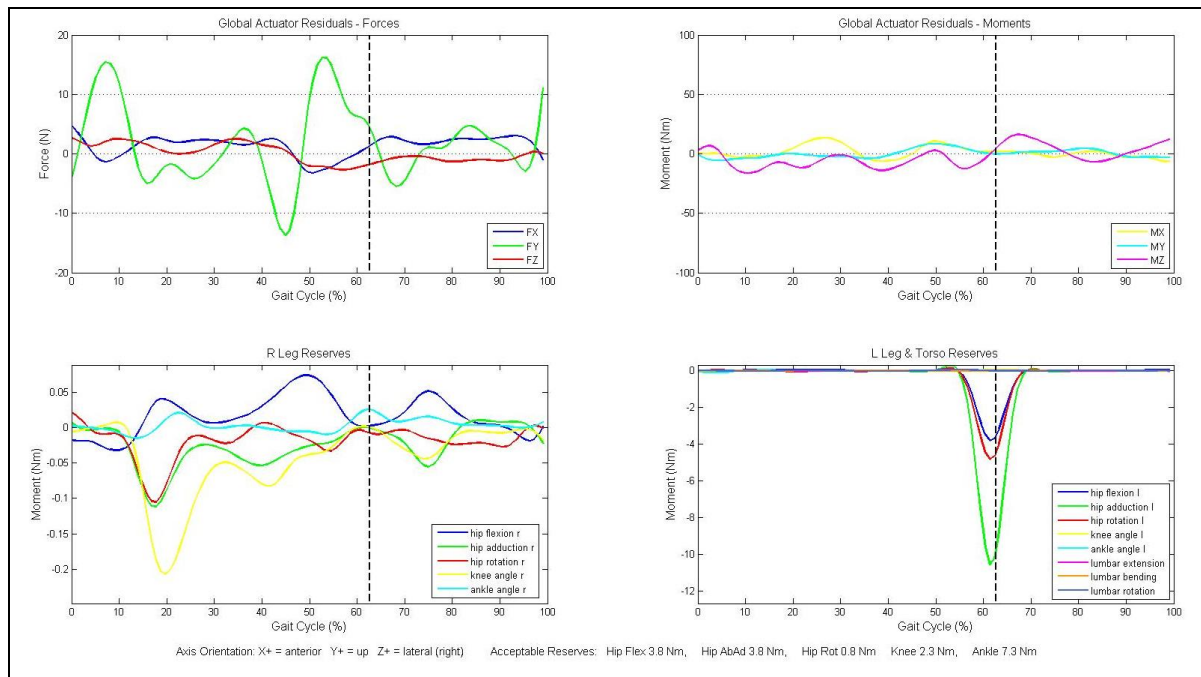 Global Actuator Residuals - Forces
20
10
0
-10
-20
Force (N)
0 10 20 30 40 50 60 70 80 90 100
Gait Cycle (%)
FX
FY
FZ
Global Actuator Residuals - Moments
100
50
0
-50
-100
Moment (Nm)
0 10 20 30 40 50 60 70 80 90 100
Gait Cycle (%)
MX
MY
MZ
R Leg Reserves
0.05
0
-0.05
-0.1
-0.15
-0.2
Moment (Nm)
0 10 20 30 40 50 60 70 80 90 100
Gait Cycle (%)
hip flexion r
hip adduction r
hip rotation r
knee angle r
ankle angle r
L Leg & Torso Reserves
0
-2
-4
-6
-8
-10
-12
Moment (Nm)
0 10 20 30 40 50 60 70 80 90 100
Gait Cycle (%)
hip flexion l
hip adduction l
hip rotation l
knee angle l
ankle angle l
lumbar extension
lumbar bending
lumbar rotation
Axis Orientation: X+ = anterior Y+ = up Z+ = lateral (right) Acceptable Reserves: Hip Flex 3.8 Nm, Hip AbAd 3.8 Nm, Hip Rot 0.8 Nm Knee 2.3 Nm, Ankle 7.3 Nm